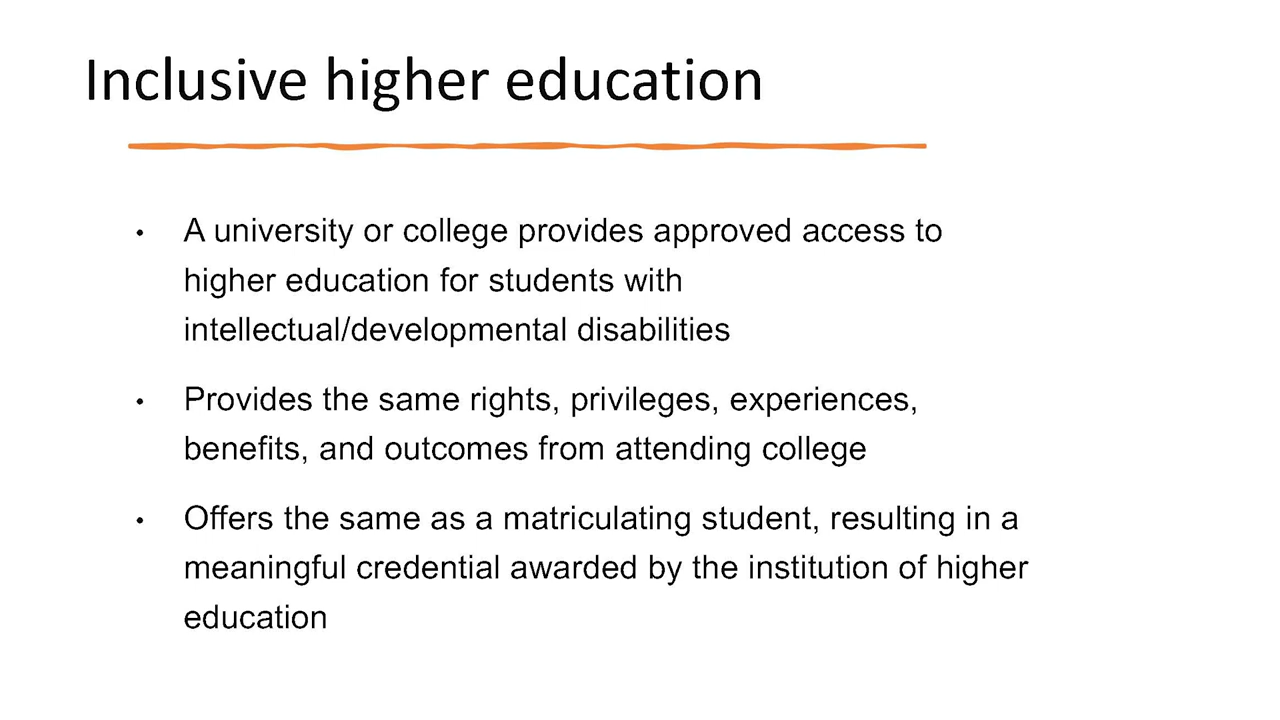 Inclusive higher education
• A university or college provides approved access to
higher education for students with
intellectual/developmental disabilities
• Provides the same rights, privileges, experiences,
benefits, and outcomes from attending college
• Offers the same as a matriculating student, resulting in a
meaningful credential awarded by the institution of higher
education